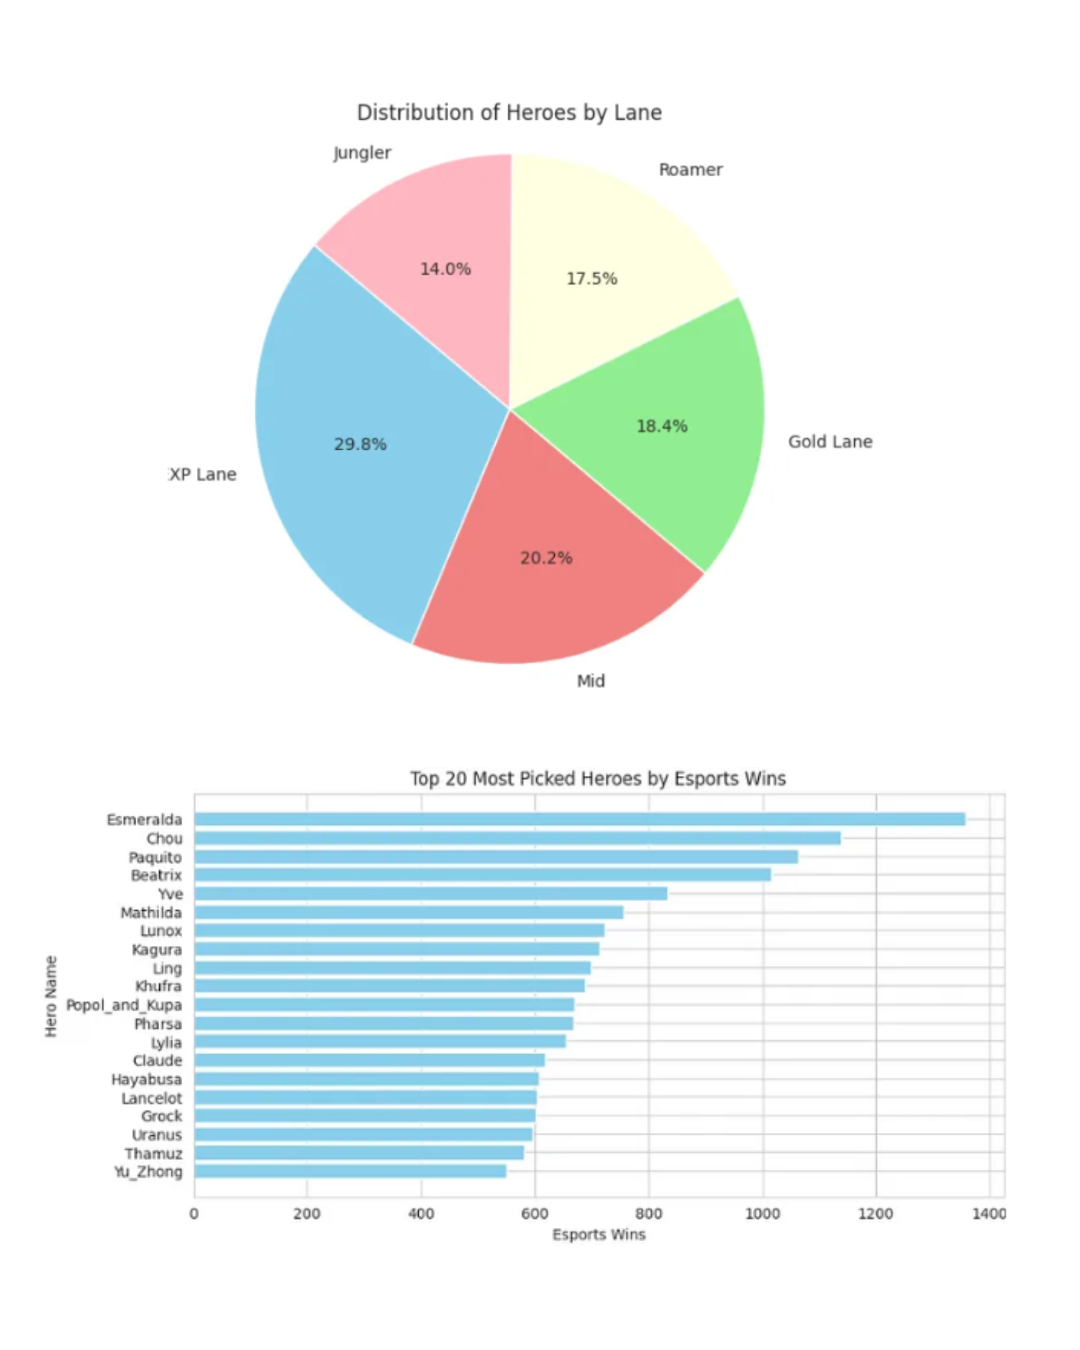 Distribution of Heroes by Lane
Jungler
Roamer
14.0%
17.5%
29.8%
18.4%
Gold Lane
XP Lane
20.2%
Mid
Top 20 Most Picked Heroes by Esports Wins
Hero Name
Esmeralda
Chou
Paquito
Beatrix
Yve
Mathilda
Lunox
Kagura
Ling
Khufra
Popol_and_Kupa
Pharsa
Lylia
Claude
Hayabusa
Lancelot
Grock
Uranus
Thamuz
Yu_Zhong
0 200 400 600 800 1000 1200 1400
Esports Wins